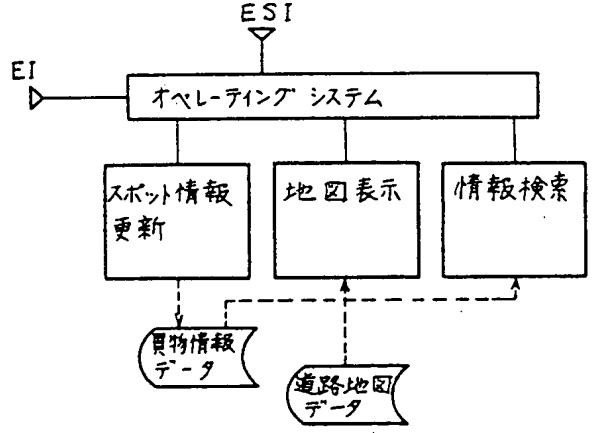 ESI
EI
オペレーティング システム
スポット情報
更新
地図表示
情報検索
買物情報
データ
道路地図
データ